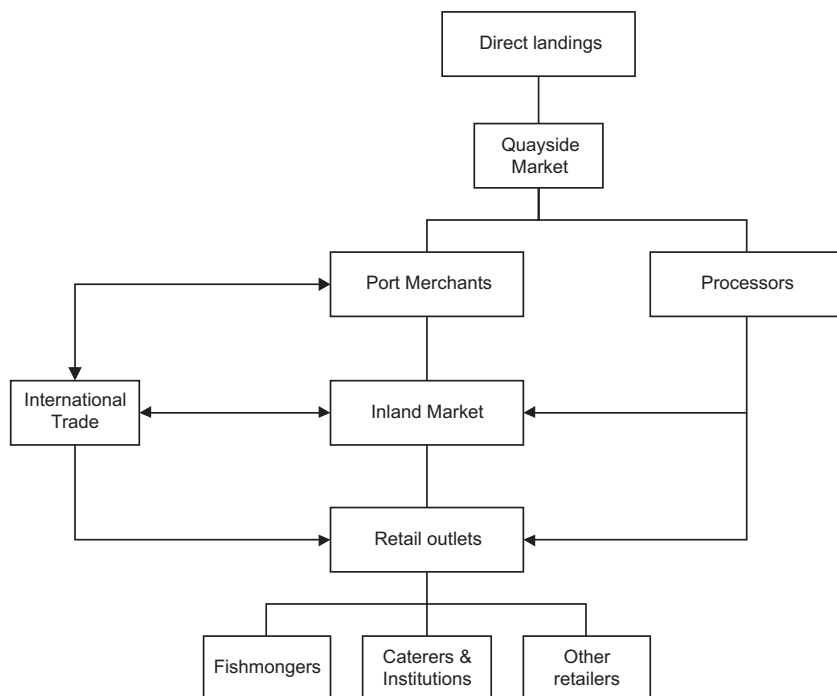 Direct landings
Quayside
Market
Port Merchants
Processors
International
Trade
Inland Market
Retail outlets
Fishmongers
Caterers &
Institutions
Other
retailers